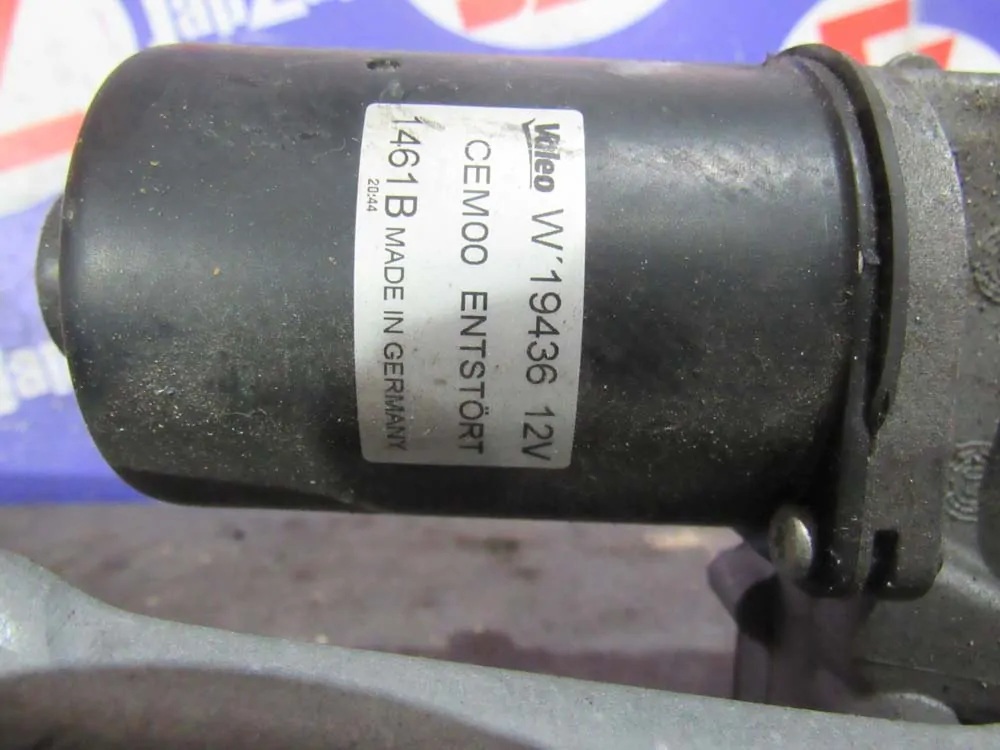 Valeo W'19436 12V
CEM00 ENTSTÖRT
1461B MADE IN GERMANY
20:44